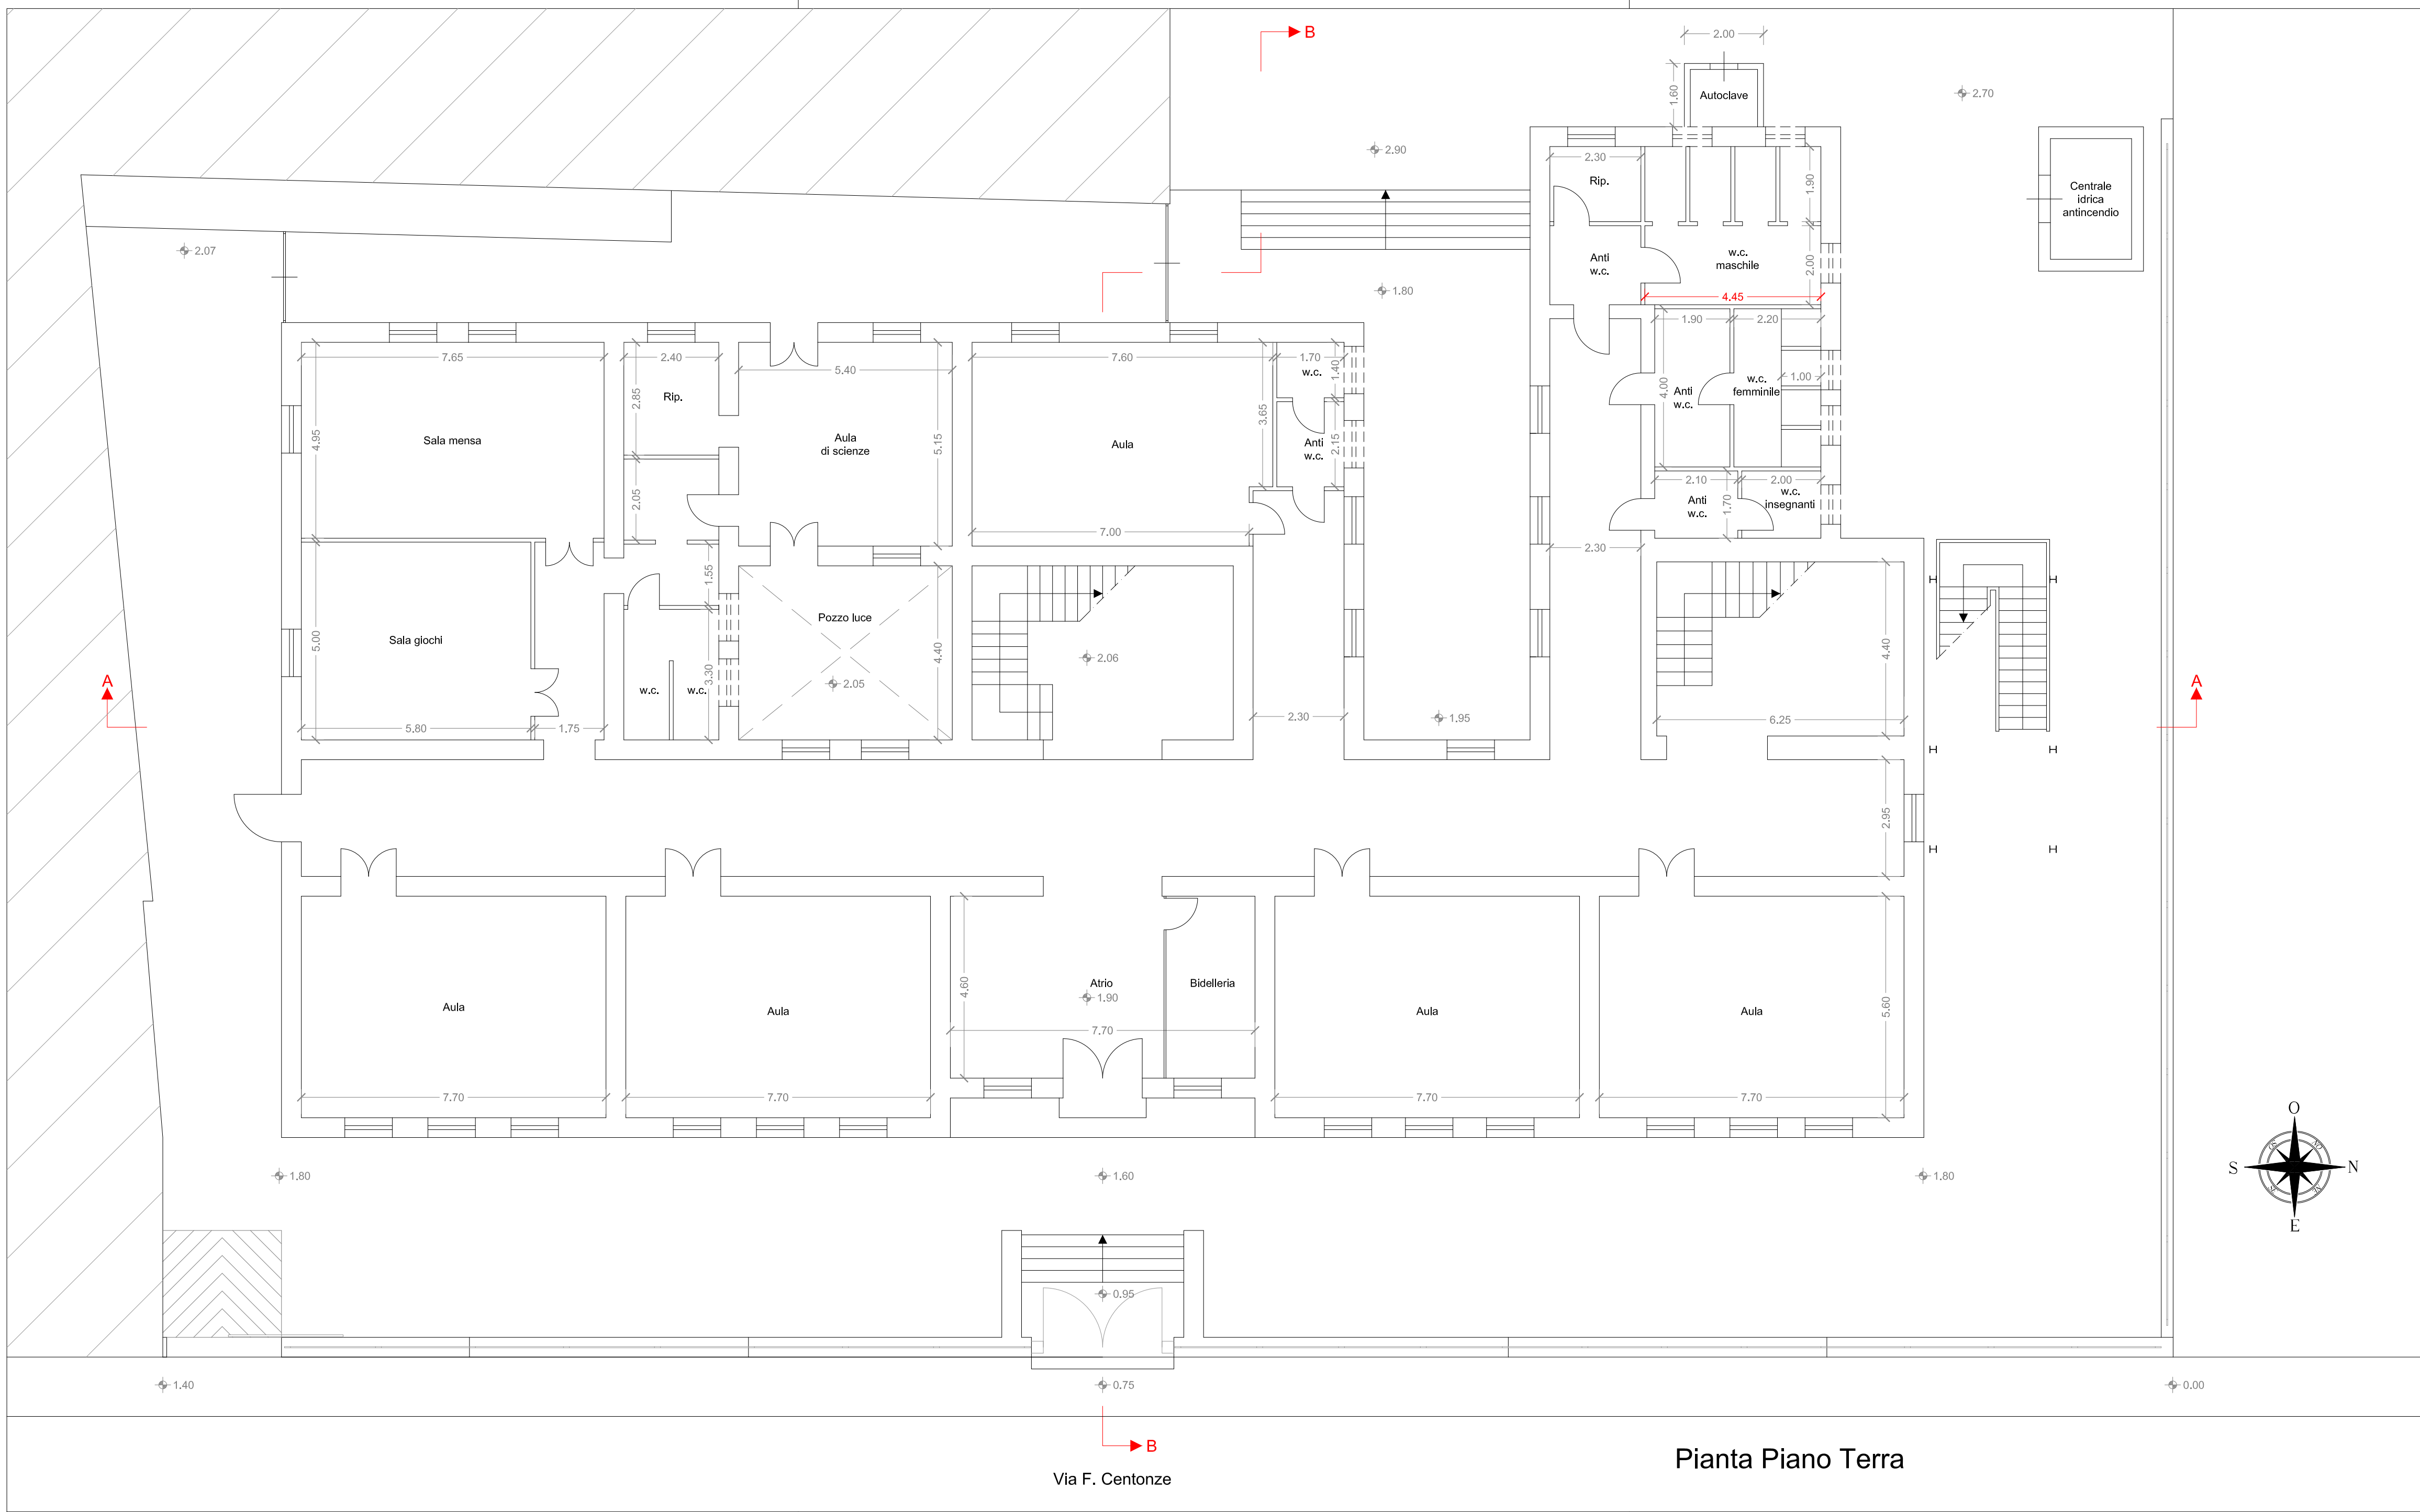 B
2.00
1.60
Autoclave
2.70
2.90
2.30
Rip.
1.90
Centrale
idrica
antincendio
2.07
Anti
w.c.
w.c.
maschile
2.00
1.80
4.45
1.90
2.20
7.65
2.40
5.40
7.60
1.70
w.c.
1.40
1.00
4.00
Anti
w.c.
w.c.
femminile
2.85
Rip.
3.65
4.95
Sala mensa
Aula
di scienze
5.15
Aula
Anti
w.c.
2.15
2.05
2.10
2.00
w.c.
insegnanti
Anti
w.c.
1.70
7.00
2.30
1.55
Pozzo luce
5.00
Sala giochi
4.40
2.06
4.40
3.30
w.c.
w.c.
2.05
A
A
5.80
1.75
2.30
1.95
6.25
2.95
4.60
Atrio
1.90
Bidelleria
Aula
Aula
Aula
Aula
5.60
7.70
7.70
7.70
7.70
7.70
O
SO
NO
S
N
SE
NE
E
1.80
1.60
1.80
0.95
1.40
0.75
0.00
B
Via F. Centonze
Pianta Piano Terra